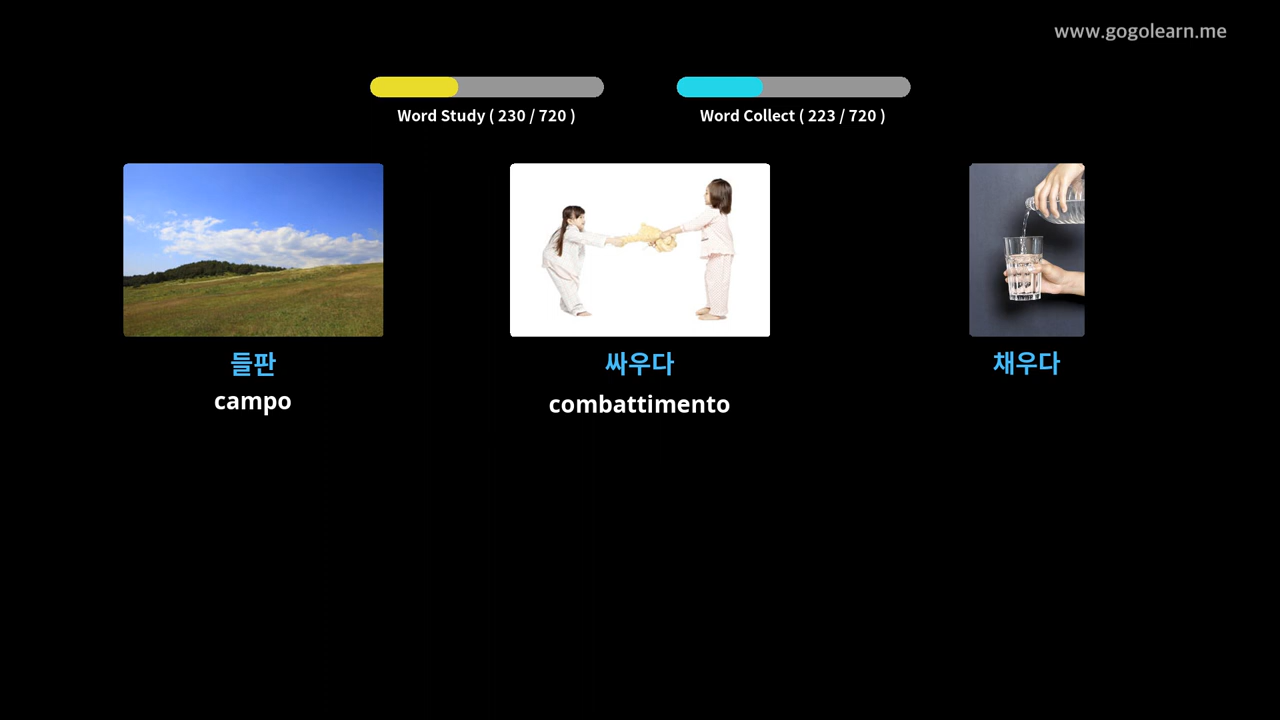 www.gogolearn.me
Word Study ( 230 / 720 )
Word Collect ( 223 / 720 )
들판
싸우다
채우다
campo
combattimento